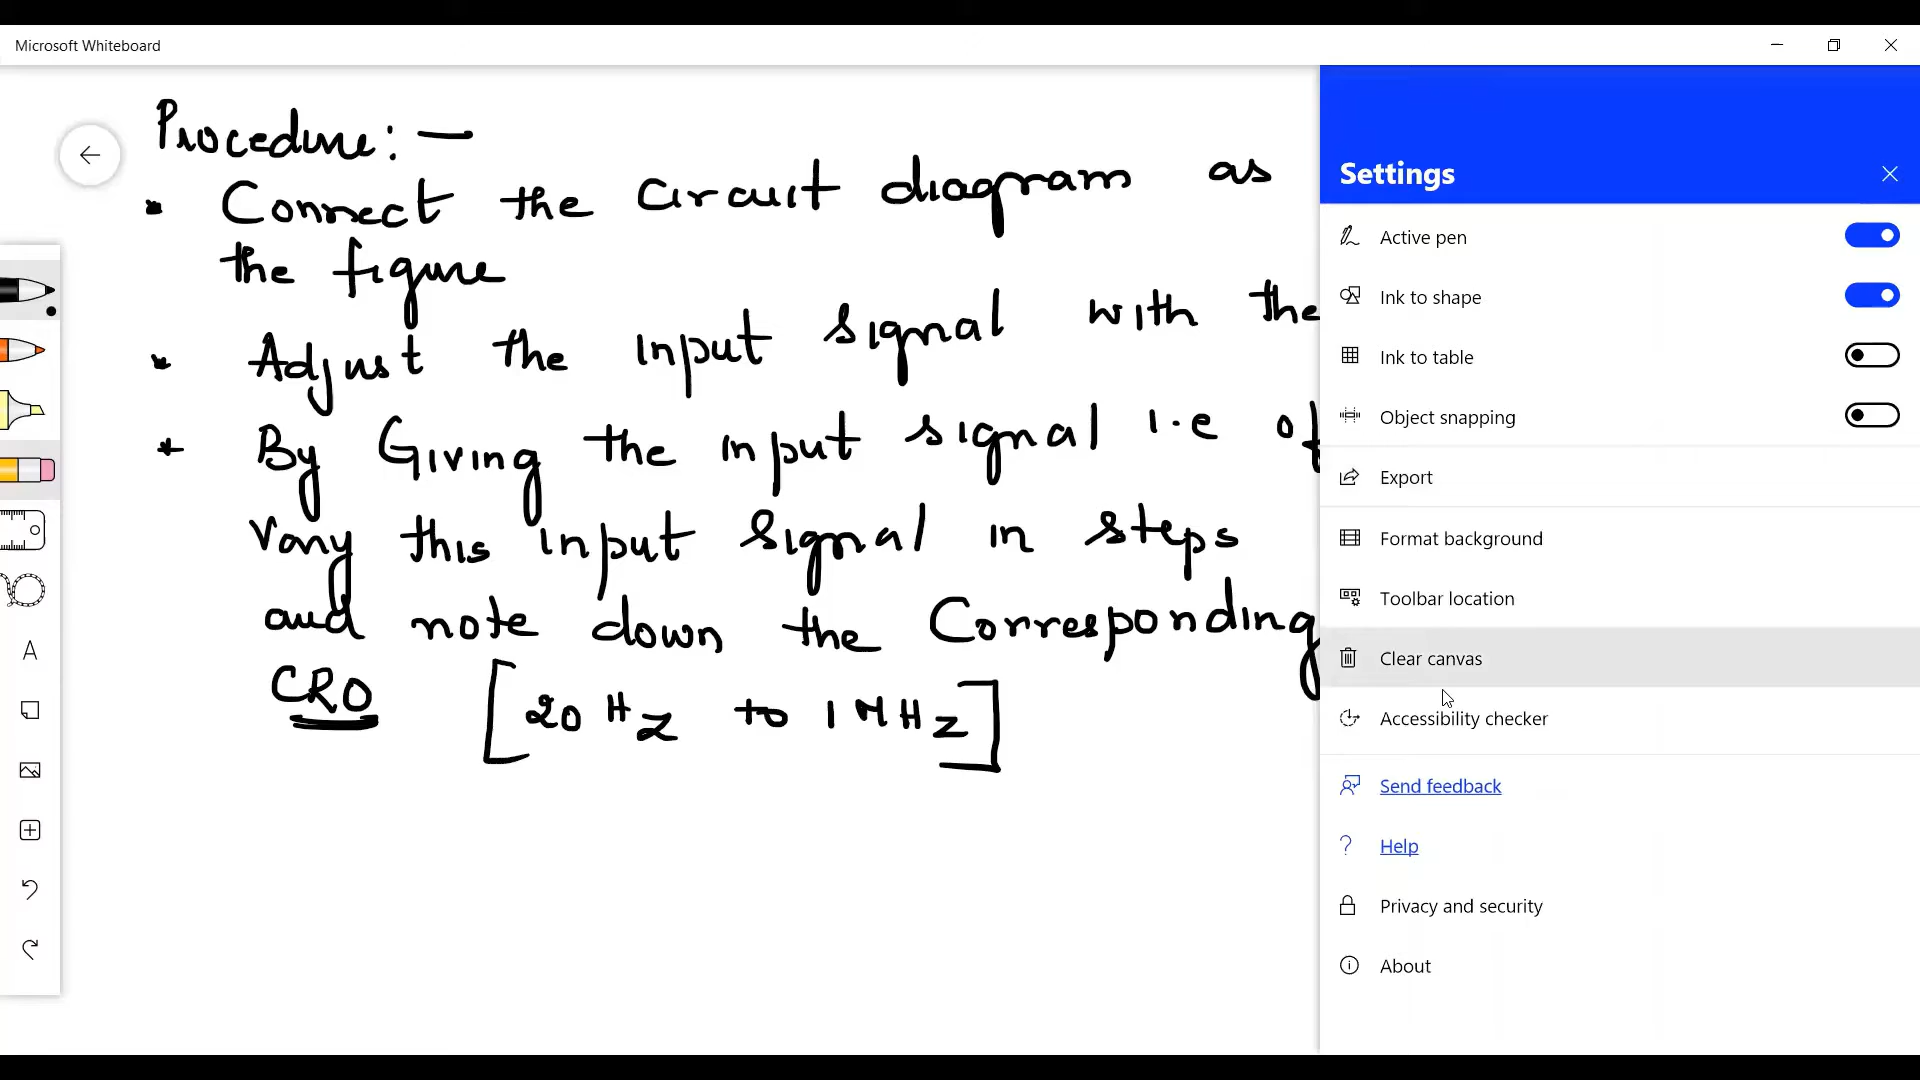 Microsoft Whiteboard
Procedure:-
* Connect the circuit diagram as
the figure
* Adjust the input signal with the
* By Giving the input signal i.e of
Vary this input signal in steps
and note down the Corresponding
CRO [20 Hz to 1 MHz]
Settings
Active pen
Ink to shape
Ink to table
Object snapping
Export
Format background
Toolbar location
Clear canvas
Accessibility checker
Send feedback
Help
Privacy and security
About